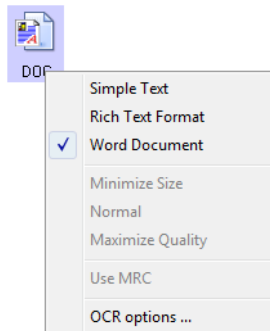 DOC
Simple Text
Rich Text Format
Word Document
Minimize Size
Normal
Maximize Quality
Use MRC
OCR options ...